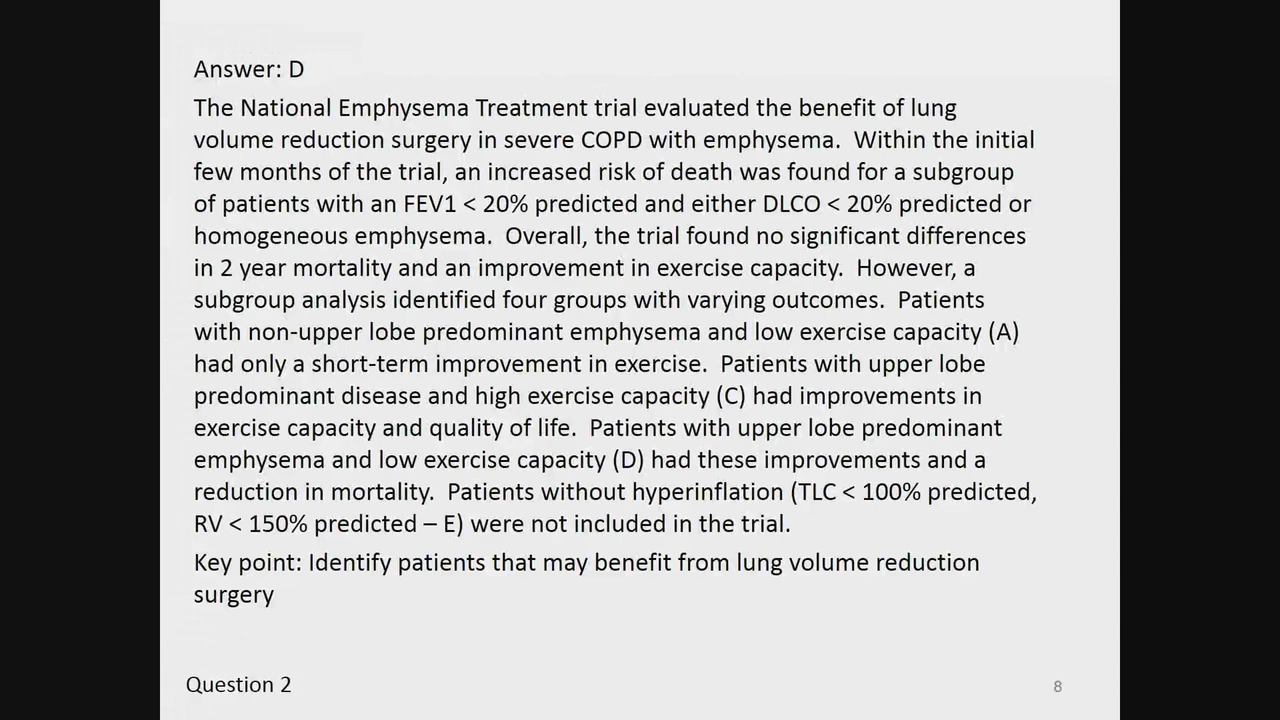 Answer: D
The National Emphysema Treatment trial evaluated the benefit of lung
volume reduction surgery in severe COPD with emphysema.  Within the initial
few months of the trial, an increased risk of death was found for a subgroup
of patients with an FEV1 < 20% predicted and either DLCO < 20% predicted or
homogeneous emphysema.  Overall, the trial found no significant differences
in 2 year mortality and an improvement in exercise capacity.  However, a
subgroup analysis identified four groups with varying outcomes.  Patients
with non-upper lobe predominant emphysema and low exercise capacity (A)
had only a short-term improvement in exercise.  Patients with upper lobe
predominant disease and high exercise capacity (C) had improvements in
exercise capacity and quality of life.  Patients with upper lobe predominant
emphysema and low exercise capacity (D) had these improvements and a
reduction in mortality.  Patients without hyperinflation (TLC < 100% predicted,
RV < 150% predicted – E) were not included in the trial.
Key point: Identify patients that may benefit from lung volume reduction
surgery
Question 2
8